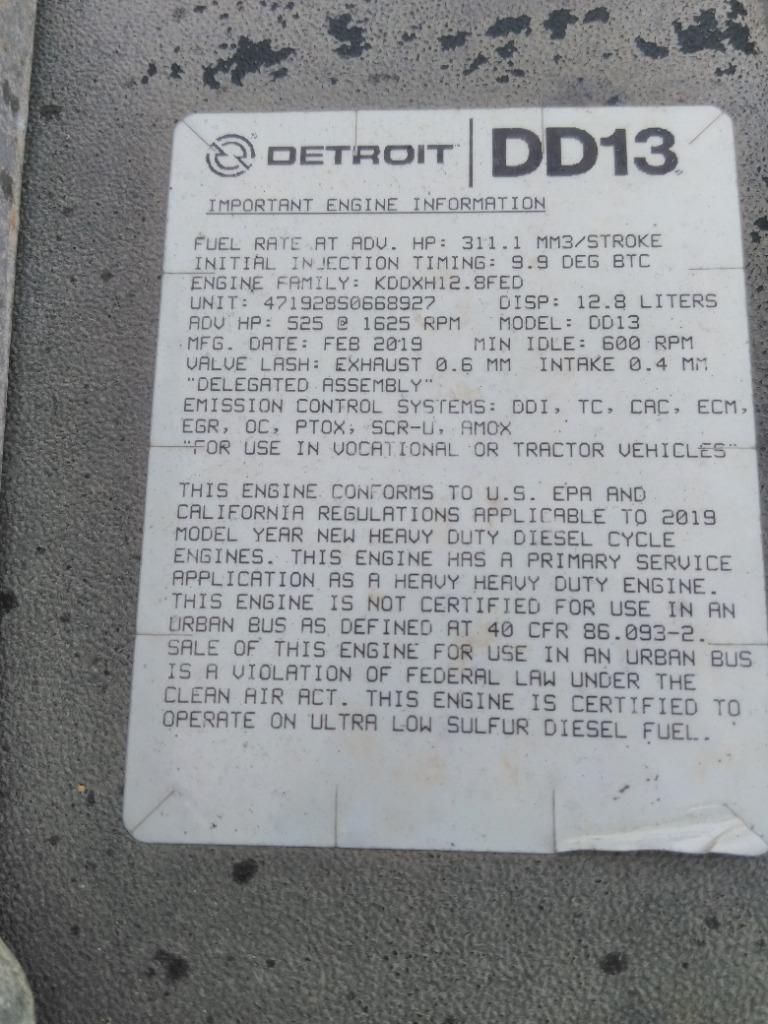 DETROIT | DD13
IMPORTANT ENGINE INFORMATION
FUEL RATE AT ADV. HP: 311.1 MM3/STROKE
INITIAL INJECTION TIMING: 9.9 DEG BTC
ENGINE FAMILY: KDDXH12.8FED
UNIT: 471928S0668927 DISP: 12.8 LITERS
ADV HP: 525 @ 1625 RPM MODEL: DD13
MFG. DATE: FEB 2019 MIN IDLE: 600 RPM
VALVE LASH: EXHAUST 0.6 MM INTAKE 0.4 MM
"DELEGATED ASSEMBLY"
EMISSION CONTROL SYSTEMS: DDI, TC, CAC, ECM,
EGR, OC, PTOX, SCR-U, AMOX
"FOR USE IN VOCATIONAL OR TRACTOR VEHICLES"
THIS ENGINE CONFORMS TO U.S. EPA AND
CALIFORNIA REGULATIONS APPLICABLE TO 2019
MODEL YEAR NEW HEAVY DUTY DIESEL CYCLE
ENGINES. THIS ENGINE HAS A PRIMARY SERVICE
APPLICATION AS A HEAVY HEAVY DUTY ENGINE.
THIS ENGINE IS NOT CERTIFIED FOR USE IN AN
URBAN BUS AS DEFINED AT 40 CFR 86.093-2.
SALE OF THIS ENGINE FOR USE IN AN URBAN BUS
IS A VIOLATION OF FEDERAL LAW UNDER THE
CLEAN AIR ACT. THIS ENGINE IS CERTIFIED TO
OPERATE ON ULTRA LOW SULFUR DIESEL FUEL.